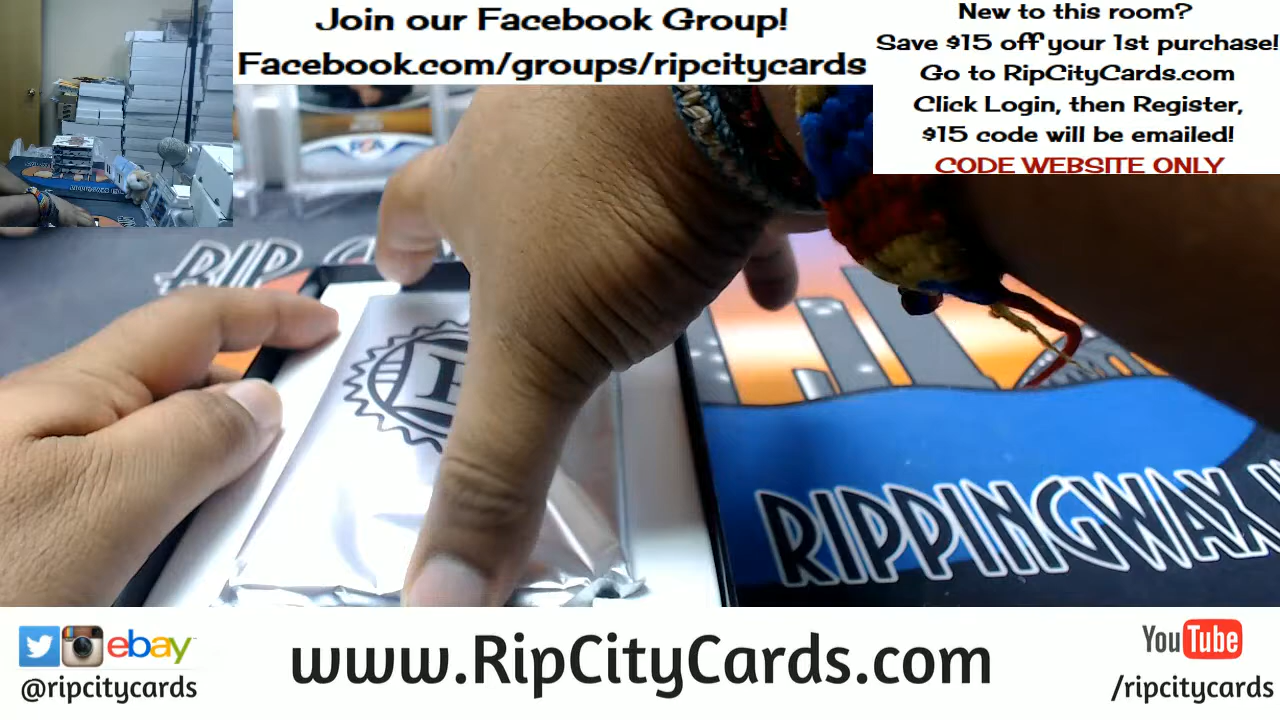 Join our Facebook Group!
Facebook.com/groups/ripcitycards
New to this room?
Save $15 off your 1st purchase!
Go to RipCityCards.com
Click Login, then Register,
$15 code will be emailed!
CODE WEBSITE ONLY
RIP
RIPPINGWAX
ebay
@ripcitycards
www.RipCityCards.com
YouTube
/ripcitycards